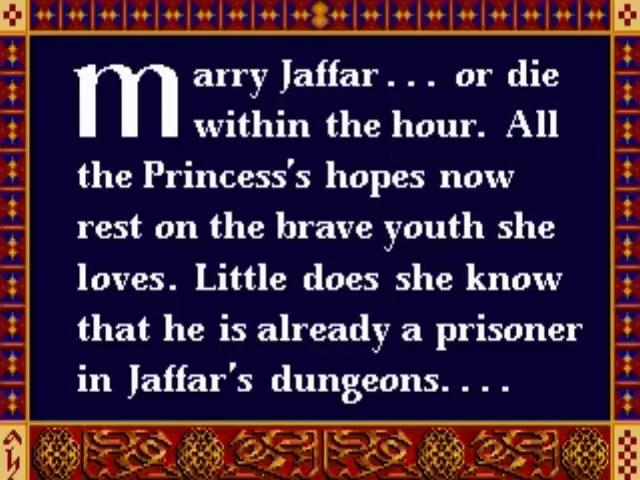 Marry Jaffar... or die
within the hour. All
the Princess's hopes now
rest on the brave youth she
loves. Little does she know
that he is already a prisoner
in Jaffar's dungeons....